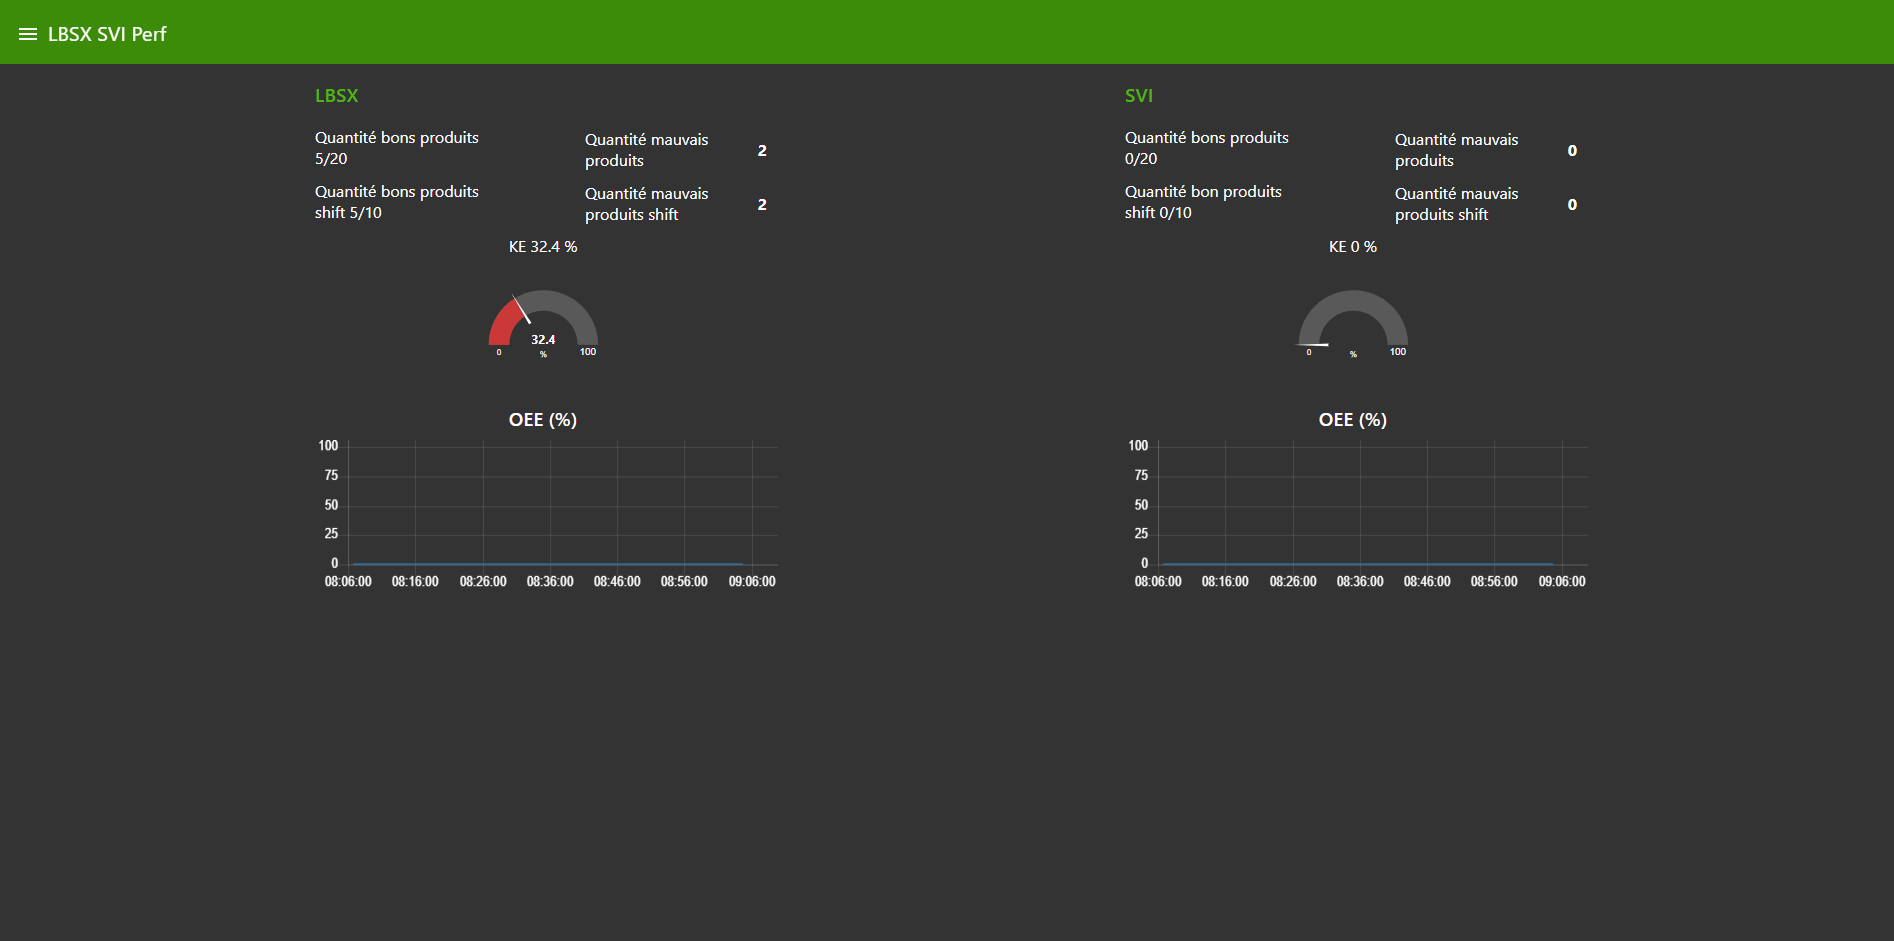 LBSX SVI Perf
LBSX
Quantité bons produits
5/20
Quantité mauvais
produits
2
Quantité bons produits
shift 5/10
Quantité mauvais
produits shift
2
KE 32.4 %
32.4
0
%
100
OEE (%)
100
75
50
25
0
08:06:00 08:16:00 08:26:00 08:36:00 08:46:00 08:56:00 09:06:00
SVI
Quantité bons produits
0/20
Quantité mauvais
produits
0
Quantité bon produits
shift 0/10
Quantité mauvais
produits shift
0
KE 0 %
0
%
100
OEE (%)
100
75
50
25
0
08:06:00 08:16:00 08:26:00 08:36:00 08:46:00 08:56:00 09:06:00